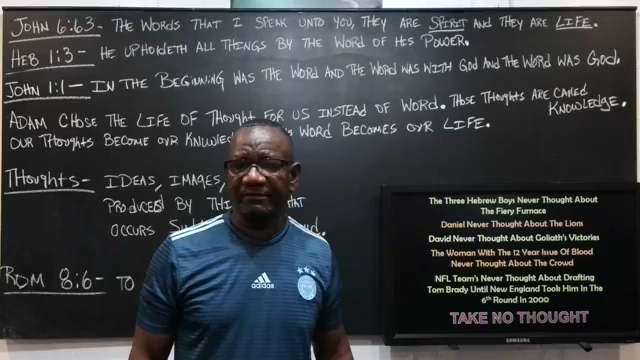 JOHN 6:63- THE WORDS THAT I SPEAK UNTO YOU, THEY ARE SPIRIT AND THEY ARE LIFE.
HEB 1:3- HE UPHOLDETH ALL THINGS BY THE WORD OF HIS POWER.
JOHN 1:1- IN THE BEGINNING WAS THE WORD AND THE WORD WAS WITH GOD AND THE WORD WAS GOD.
ADAM CHOSE THE LIFE OF THOUGHT FOR US INSTEAD OF WORD. THOSE THOUGHTS ARE CALLED KNOWLEDGE.
OUR THOUGHTS BECOME OUR WORD BECOMES OUR LIFE.
THOUGHTS- IDEAS, IMAGES,
PRODUCED BY
OCCURS
ROM 8:6- TO
adidas
The Three Hebrew Boys Never Thought About
The Fiery Furnace
Daniel Never Thought About The Lions
David Never Thought About Goliath's Victories
The Woman With The 12 Year Issue Of Blood
Never Thought About The Crowd
NFL Team's Never Thought About Drafting
Tom Brady Until New England Took Him In The
6th Round In 2000
TAKE NO THOUGHT
SAMSUNG